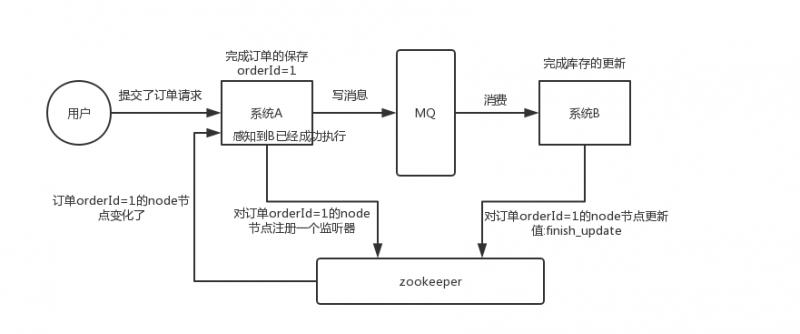 完成订单的保存
orderId=1
完成库存的更新
用户
提交了订单请求
系统A
写消息
MQ
消费
系统B
感知到B已经成功执行
订单orderId=1的node节
点变化了
对订单orderId=1的node
节点注册一个监听器
对订单orderId=1的node节点更新
值:finish_update
zookeeper